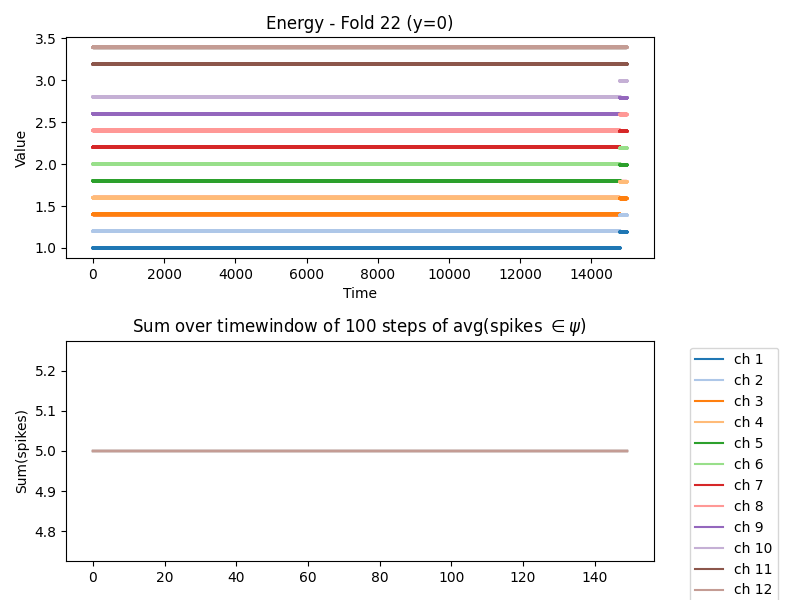 Energy - Fold 22 (y=0)
Value
3.5
3.0
2.5
2.0
1.5
1.0
0 2000 4000 6000 8000 10000 12000 14000
Time
Sum over timewindow of 100 steps of avg(spikes ∈ ψ)
Sum(spikes)
5.2
5.1
5.0
4.9
4.8
0 20 40 60 80 100 120 140
ch 1
ch 2
ch 3
ch 4
ch 5
ch 6
ch 7
ch 8
ch 9
ch 10
ch 11
ch 12